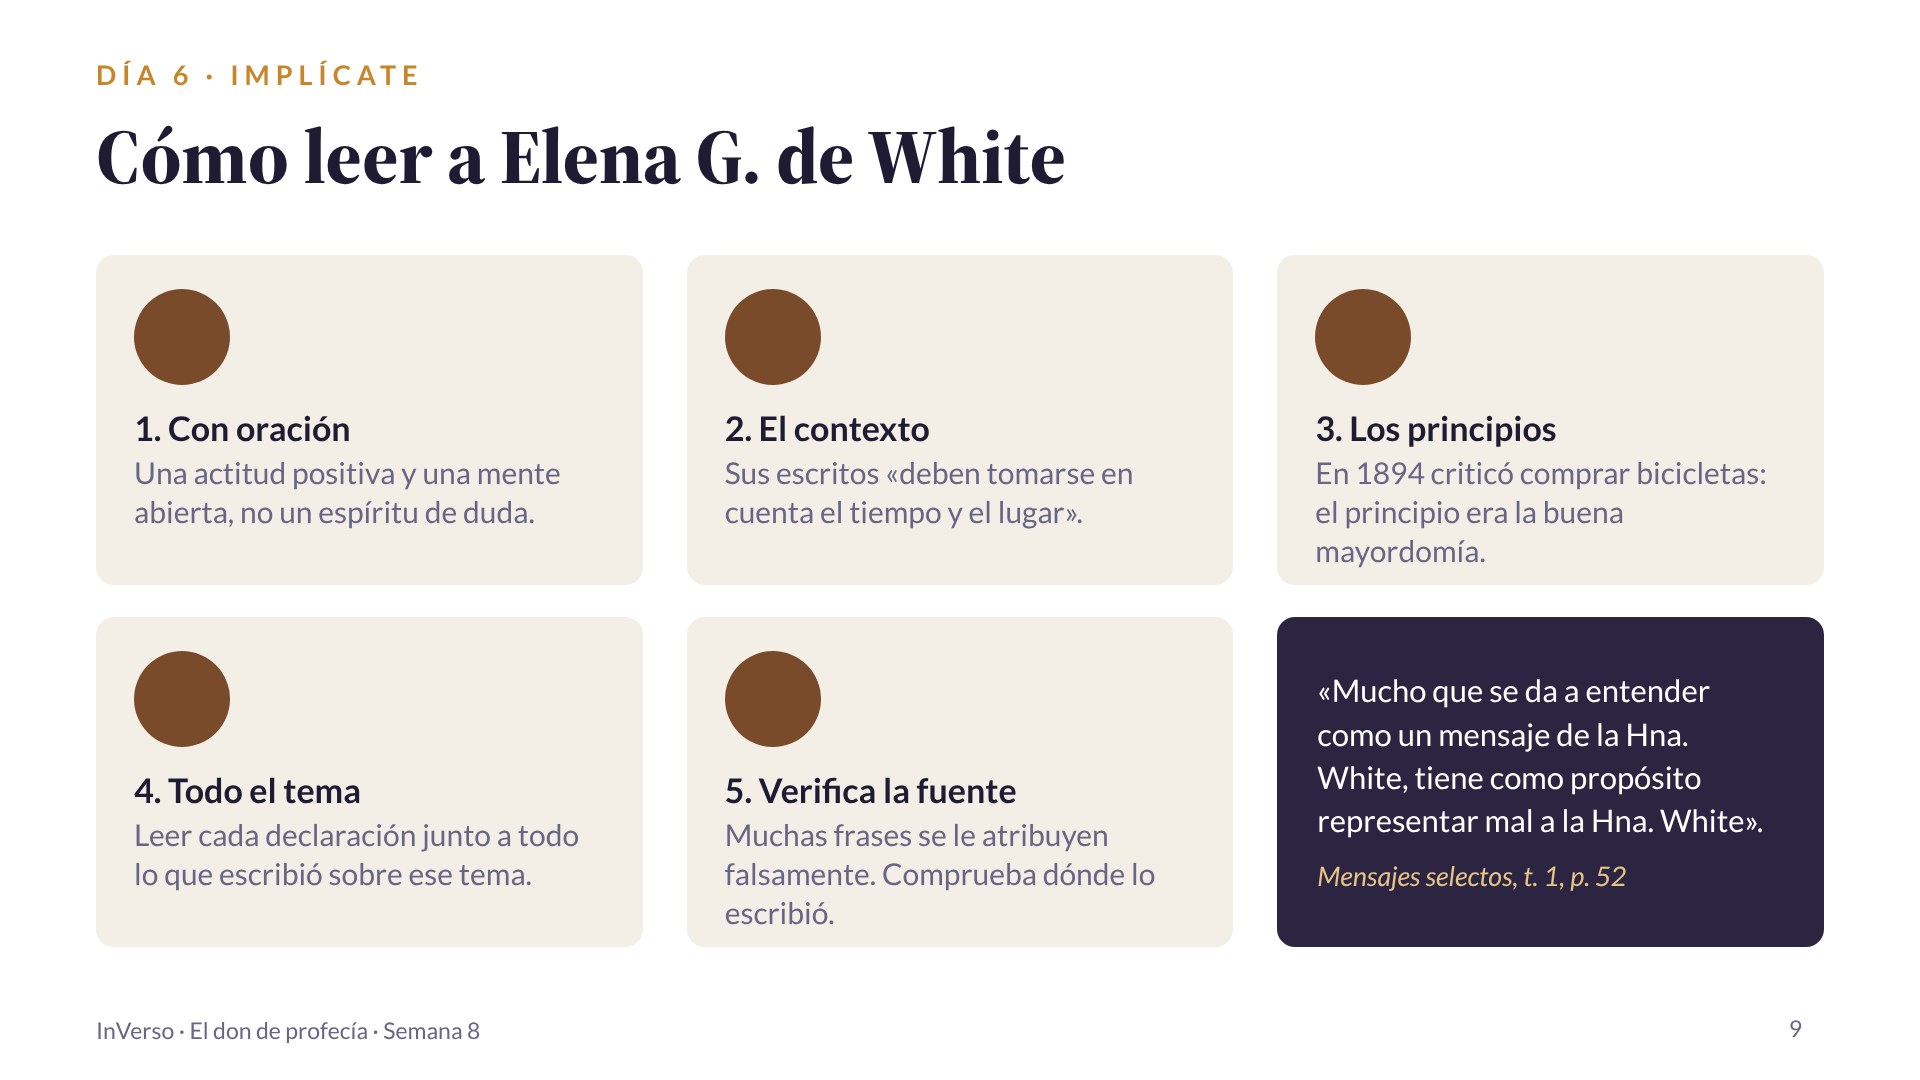 DÍA 6 · IMPLÍCATE
Cómo leer a Elena G. de White
1. Con oración
Una actitud positiva y una mente
abierta, no un espíritu de duda.
2. El contexto
Sus escritos «deben tomarse en
cuenta el tiempo y el lugar».
3. Los principios
En 1894 criticó comprar bicicletas:
el principio era la buena
mayordomía.
4. Todo el tema
Leer cada declaración junto a todo
lo que escribió sobre ese tema.
5. Verifica la fuente
Muchas frases se le atribuyen
falsamente. Comprueba dónde lo
escribió.
«Mucho que se da a entender
como un mensaje de la Hna.
White, tiene como propósito
representar mal a la Hna. White».
Mensajes selectos, t. 1, p. 52
InVerso · El don de profecía · Semana 8
9